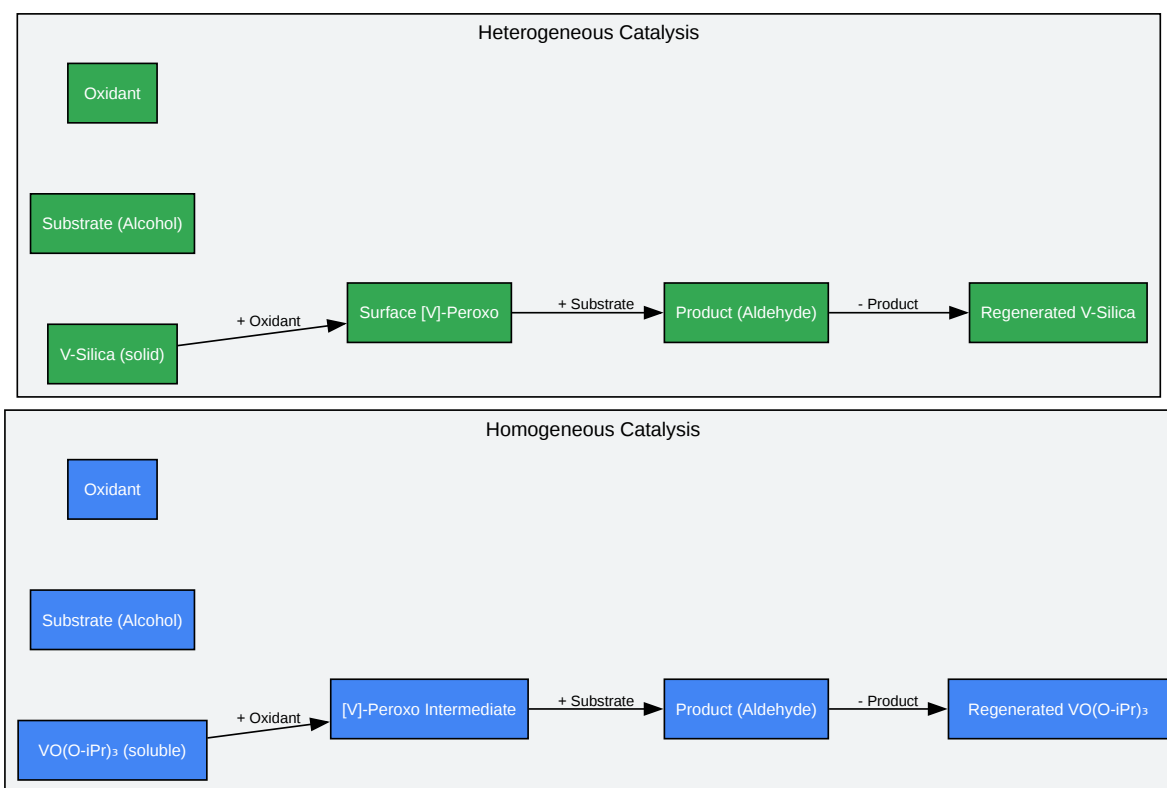 Heterogeneous Catalysis
Oxidant
Substrate (Alcohol)
V-Silica (solid)
+ Oxidant
Surface [V]-Peroxo
+ Substrate
Product (Aldehyde)
- Product
Regenerated V-Silica
Homogeneous Catalysis
Oxidant
Substrate (Alcohol)
VO(O-iPr)₃ (soluble)
+ Oxidant
[V]-Peroxo Intermediate
+ Substrate
Product (Aldehyde)
- Product
Regenerated VO(O-iPr)₃